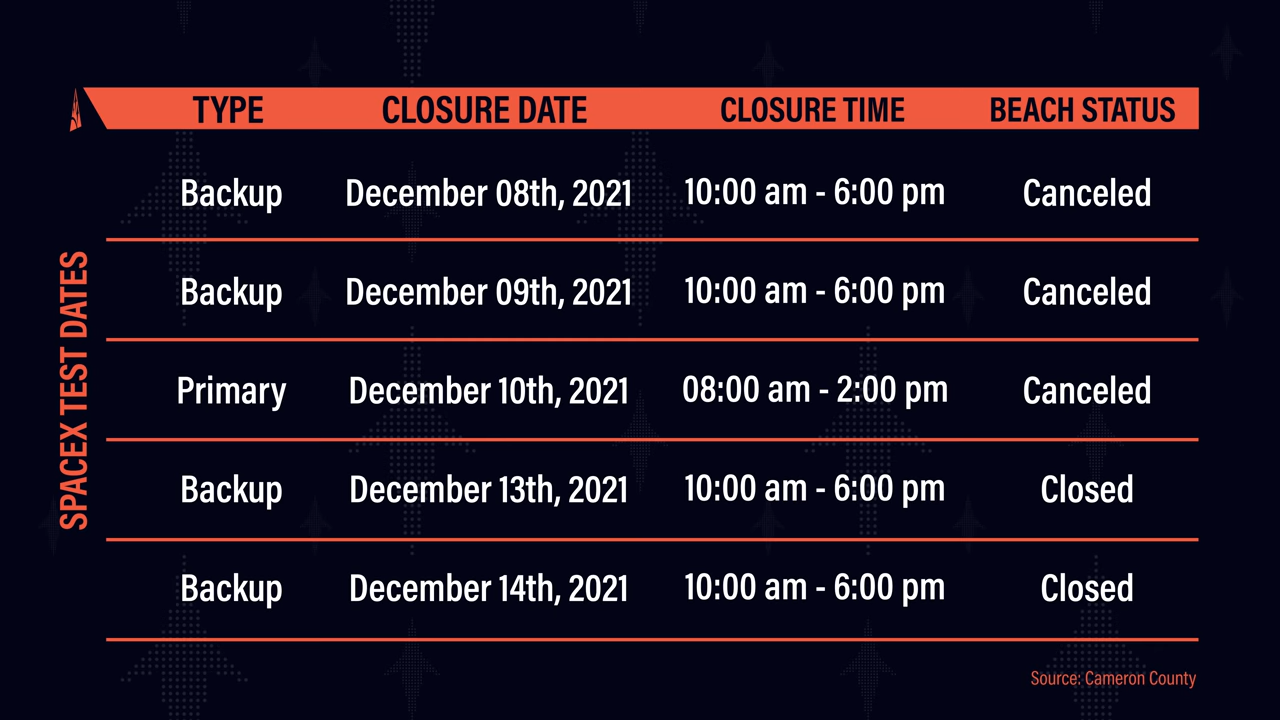 TYPE CLOSURE DATE CLOSURE TIME BEACH STATUS
Backup December 08th, 2021 10:00 am - 6:00 pm Canceled
Backup December 09th, 2021 10:00 am - 6:00 pm Canceled
Primary December 10th, 2021 08:00 am - 2:00 pm Canceled
Backup December 13th, 2021 10:00 am - 6:00 pm Closed
Backup December 14th, 2021 10:00 am - 6:00 pm Closed
SPACEX TEST DATES
Source: Cameron County